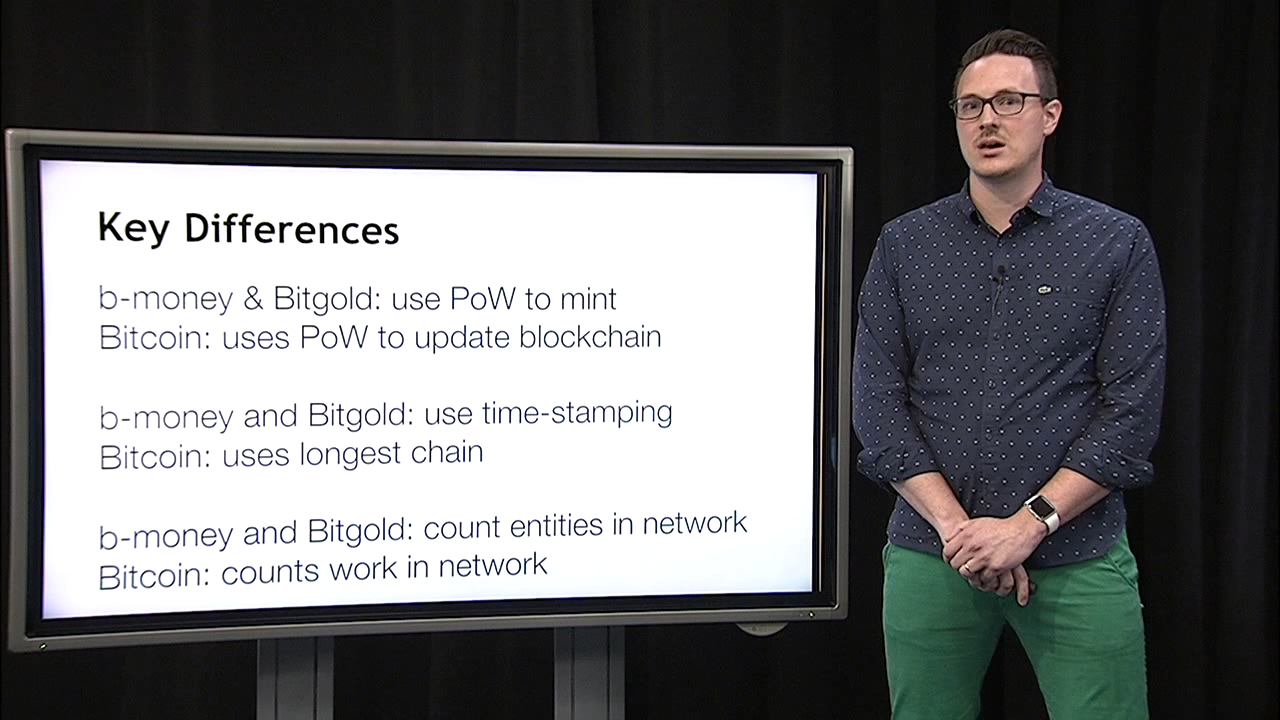 Key Differences
b-money & Bitgold: use PoW to mint
Bitcoin: uses PoW to update blockchain
b-money and Bitgold: use time-stamping
Bitcoin: uses longest chain
b-money and Bitgold: count entities in network
Bitcoin: counts work in network